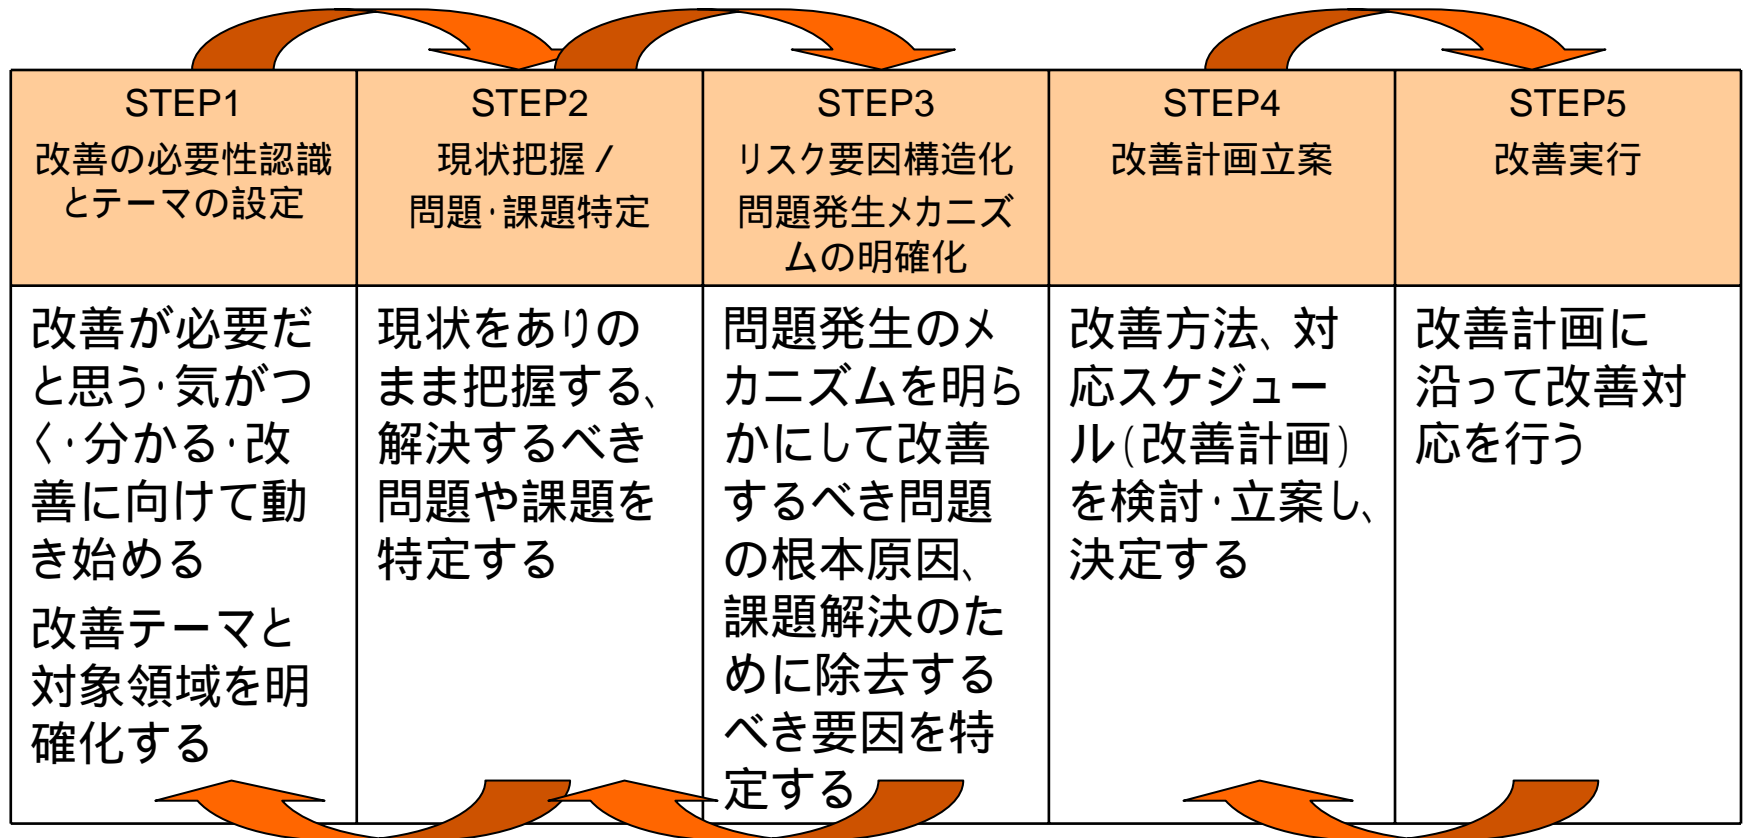 STEP1
改善の必要性認識
とテーマの設定
STEP2
現状把握/
問題・課題特定
STEP3
リスク要因構造化
問題発生メカニズ
ムの明確化
STEP4
改善計画立案
STEP5
改善実行
改善が必要だ
と思う・気がつ
く・分かる・改
善に向けて動
き始める
改善テーマと
対象領域を明
確化する
現状をありの
まま把握する、
解決するべき
問題や課題を
特定する
問題発生のメ
カニズムを明ら
かにして改善
するべき問題
の根本原因、
課題解決のた
めに除去する
べき要因を特
定する
改善方法、対
応スケジュー
ル(改善計画)
を検討・立案し、
決定する
改善計画に
沿って改善対
応を行う